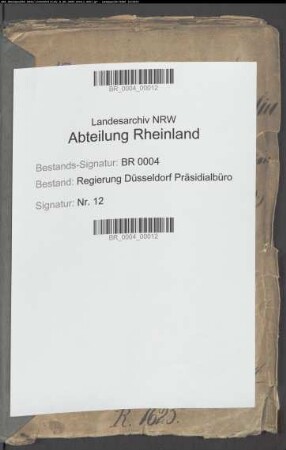 BR_0004_00012
Landesarchiv NRW
Abteilung Rheinland
Bestands-Signatur: BR 0004
Bestand: Regierung Düsseldorf Präsidialbüro
Signatur: Nr. 12
BR_0004_00012
R. 1625.